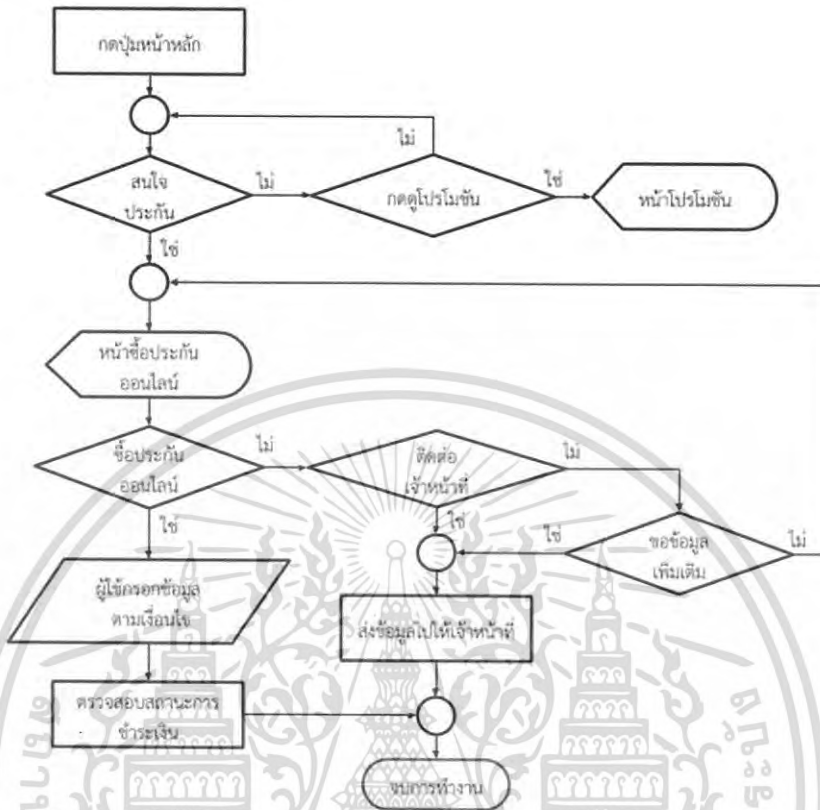 กดปุ่มหน้าหลัก
ไม่
สนใจ
ประกัน
ไม่
กดดูโปรโมชัน
ใช่
หน้าโปรโมชัน
ใช่
หน้าซื้อประกัน
ออนไลน์
ซื้อประกัน
ออนไลน์
ไม่
ติดต่อ
เจ้าหน้าที่
ไม่
ใช่
ใช่
ใช่
ขอข้อมูล
เพิ่มเติม
ไม่
ผู้ใช้กรอกข้อมูล
ตามเงื่อนไข
ส่งข้อมูลไปให้เจ้าหน้าที่
ตรวจสอบสถานะการ
ชำระเงิน
จบการทำงาน